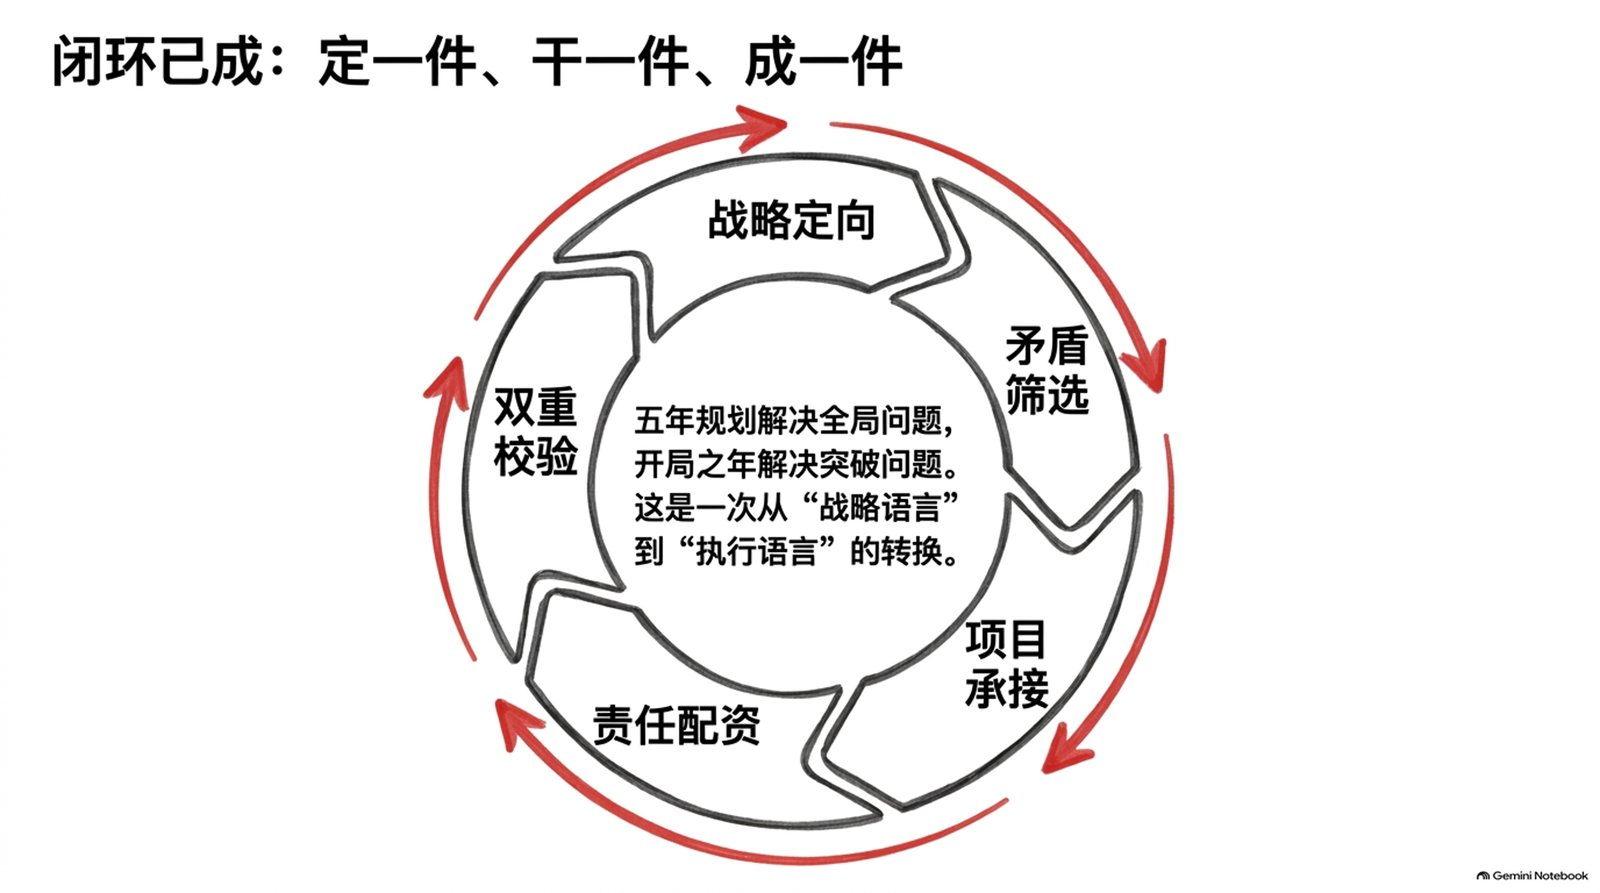 闭环已成：定一件、干一件、成一件
战略定向
矛盾
筛选
项目
承接
责任配资
双重
校验
五年规划解决全局问题，
开局之年解决突破问题。
这是一次从“战略语言”
到“执行语言”的转换。
Gemini Notebook